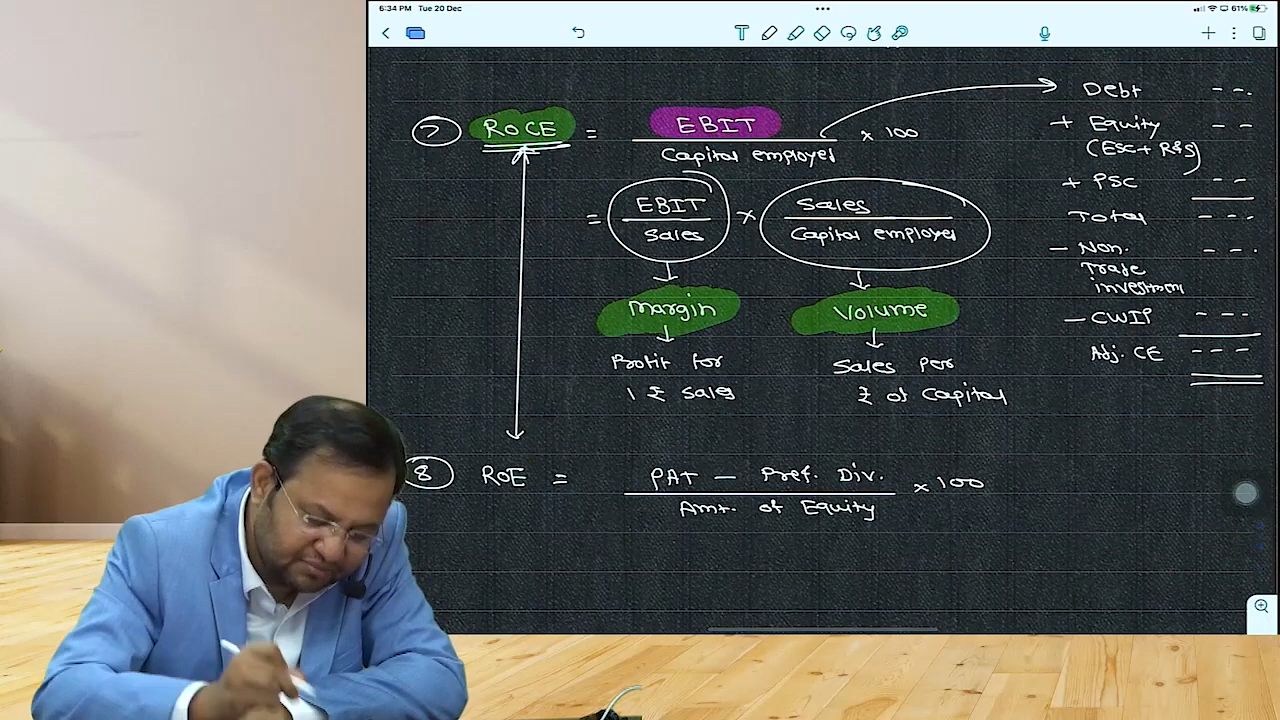 6:34 PM Tue 20 Dec
61%
7 ROCE = EBIT / Capital employed x 100
= EBIT / Sales x Sales / Capital employed
Margin
Volume
Profit for
1 ₹ Sales
Sales per
₹ of Capital
Debt - - -
+ Equity - -
(ESC + R&S)
+ PSC - -
Total - - -
- Non. - - -
Trade
investment
- CWIP - - -
Adj. CE - - -
8 ROE = PAT - Pref. Div. / Amt. of Equity x 100